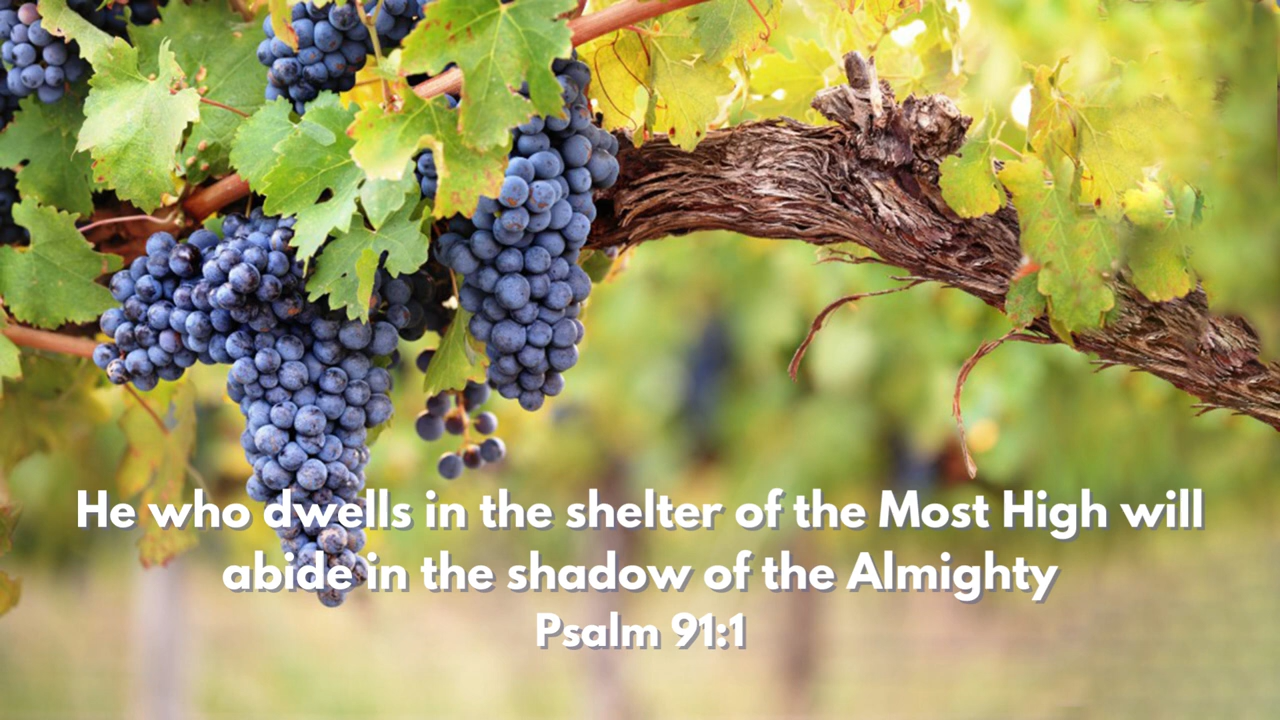 He who dwells in the shelter of the Most High will
abide in the shadow of the Almighty
Psalm 91:1